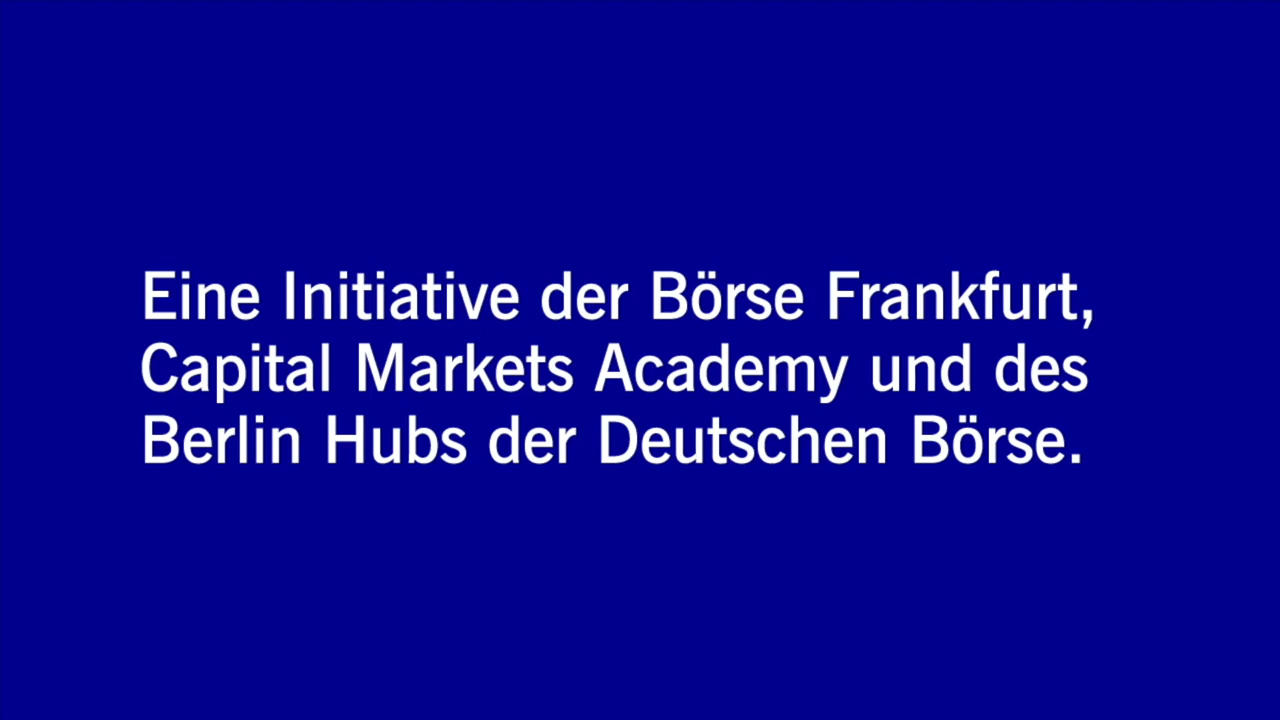 Eine Initiative der Börse Frankfurt,
Capital Markets Academy und des
Berlin Hubs der Deutschen Börse.